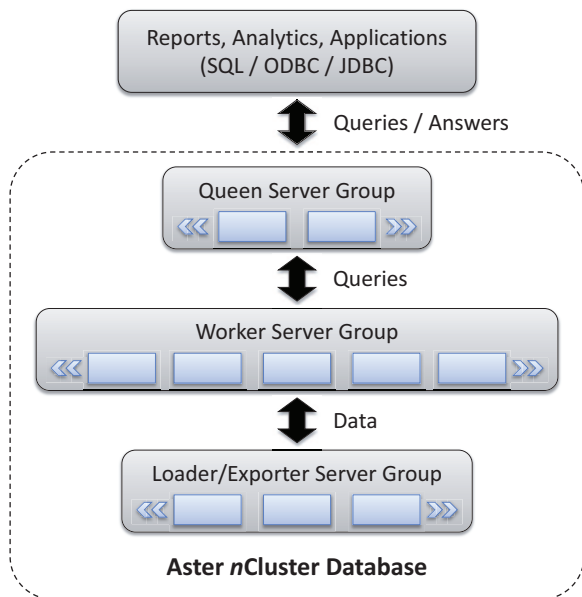 Reports, Analytics, Applications
(SQL / ODBC / JDBC)
Queries / Answers
Queen Server Group
Queries
Worker Server Group
Data
Loader/Exporter Server Group
Aster nCluster Database